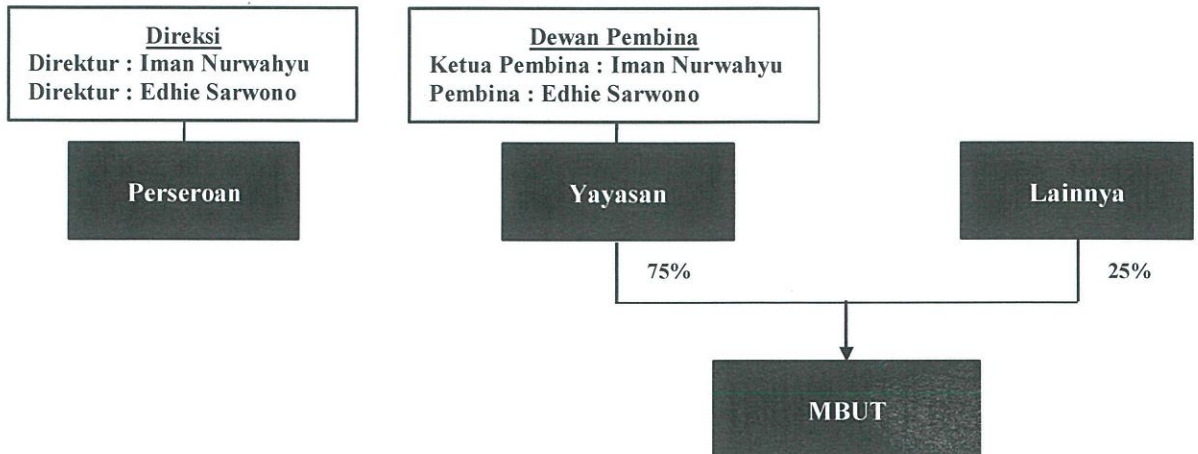 Direksi
Direktur : Iman Nurwahyu
Direktur : Edhie Sarwono
Dewan Pembina
Ketua Pembina : Iman Nurwahyu
Pembina : Edhie Sarwono
Perseroan
Yayasan
Lainnya
75%
25%
MBUT